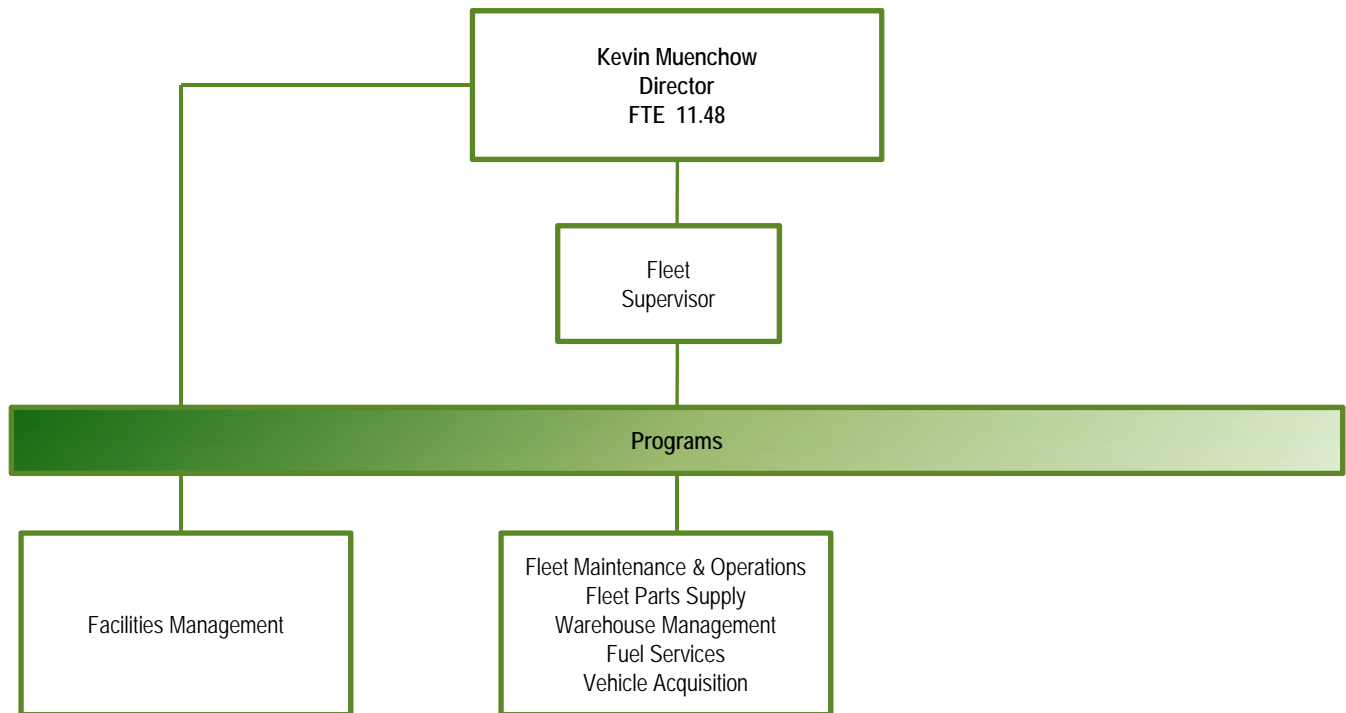 Kevin Muenchow
Director
FTE 11.48
Fleet
Supervisor
Programs
Facilities Management
Fleet Maintenance & Operations
Fleet Parts Supply
Warehouse Management
Fuel Services
Vehicle Acquisition